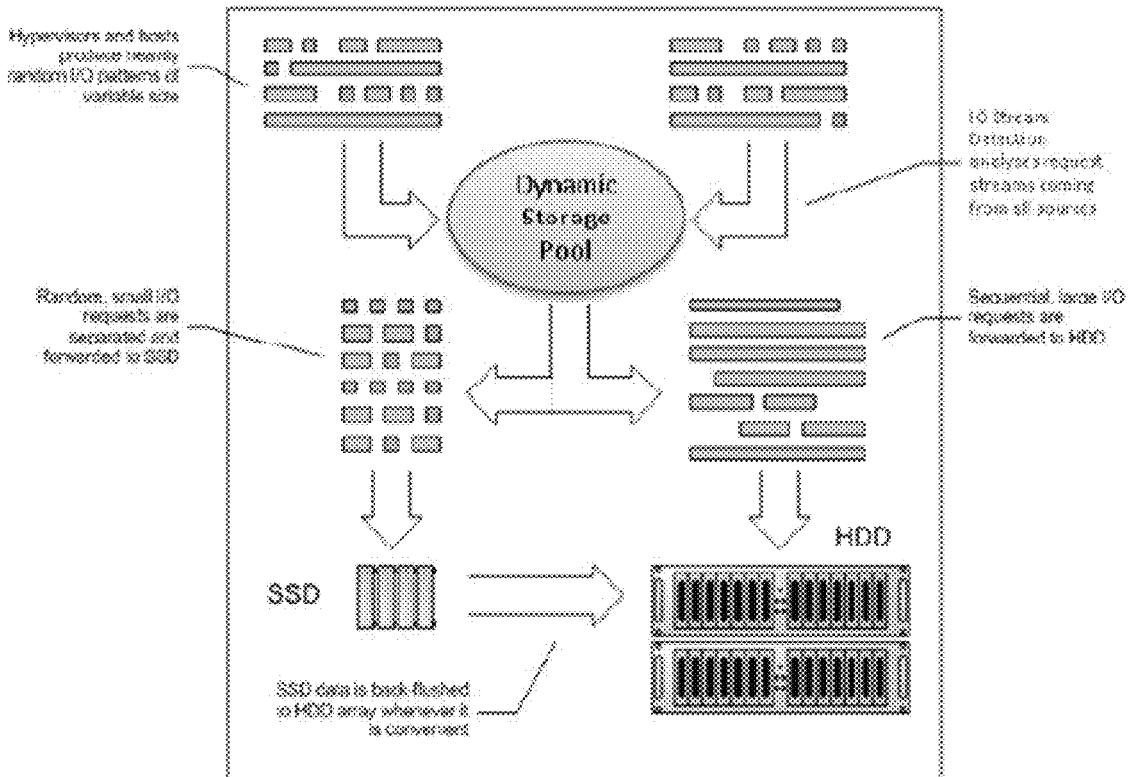 Hypervisors and hosts
produce nearly
random I/O patterns of
variable size
I/O Stream
Detection
analyses request
streams coming
from all sources
Dynamic
Storage
Pool
Random, small I/O
requests are
separated and
forwarded to SSD
Sequential, large I/O
requests are
forwarded to HDD
HDD
SSD
SSD data is back-flushed
to HDD array whenever it
is convenient